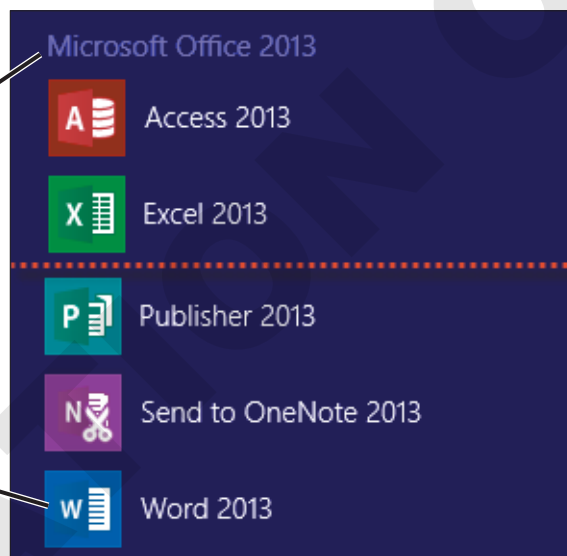 Microsoft Office 2013
A Access 2013
X Excel 2013
P Publisher 2013
N Send to OneNote 2013
W Word 2013